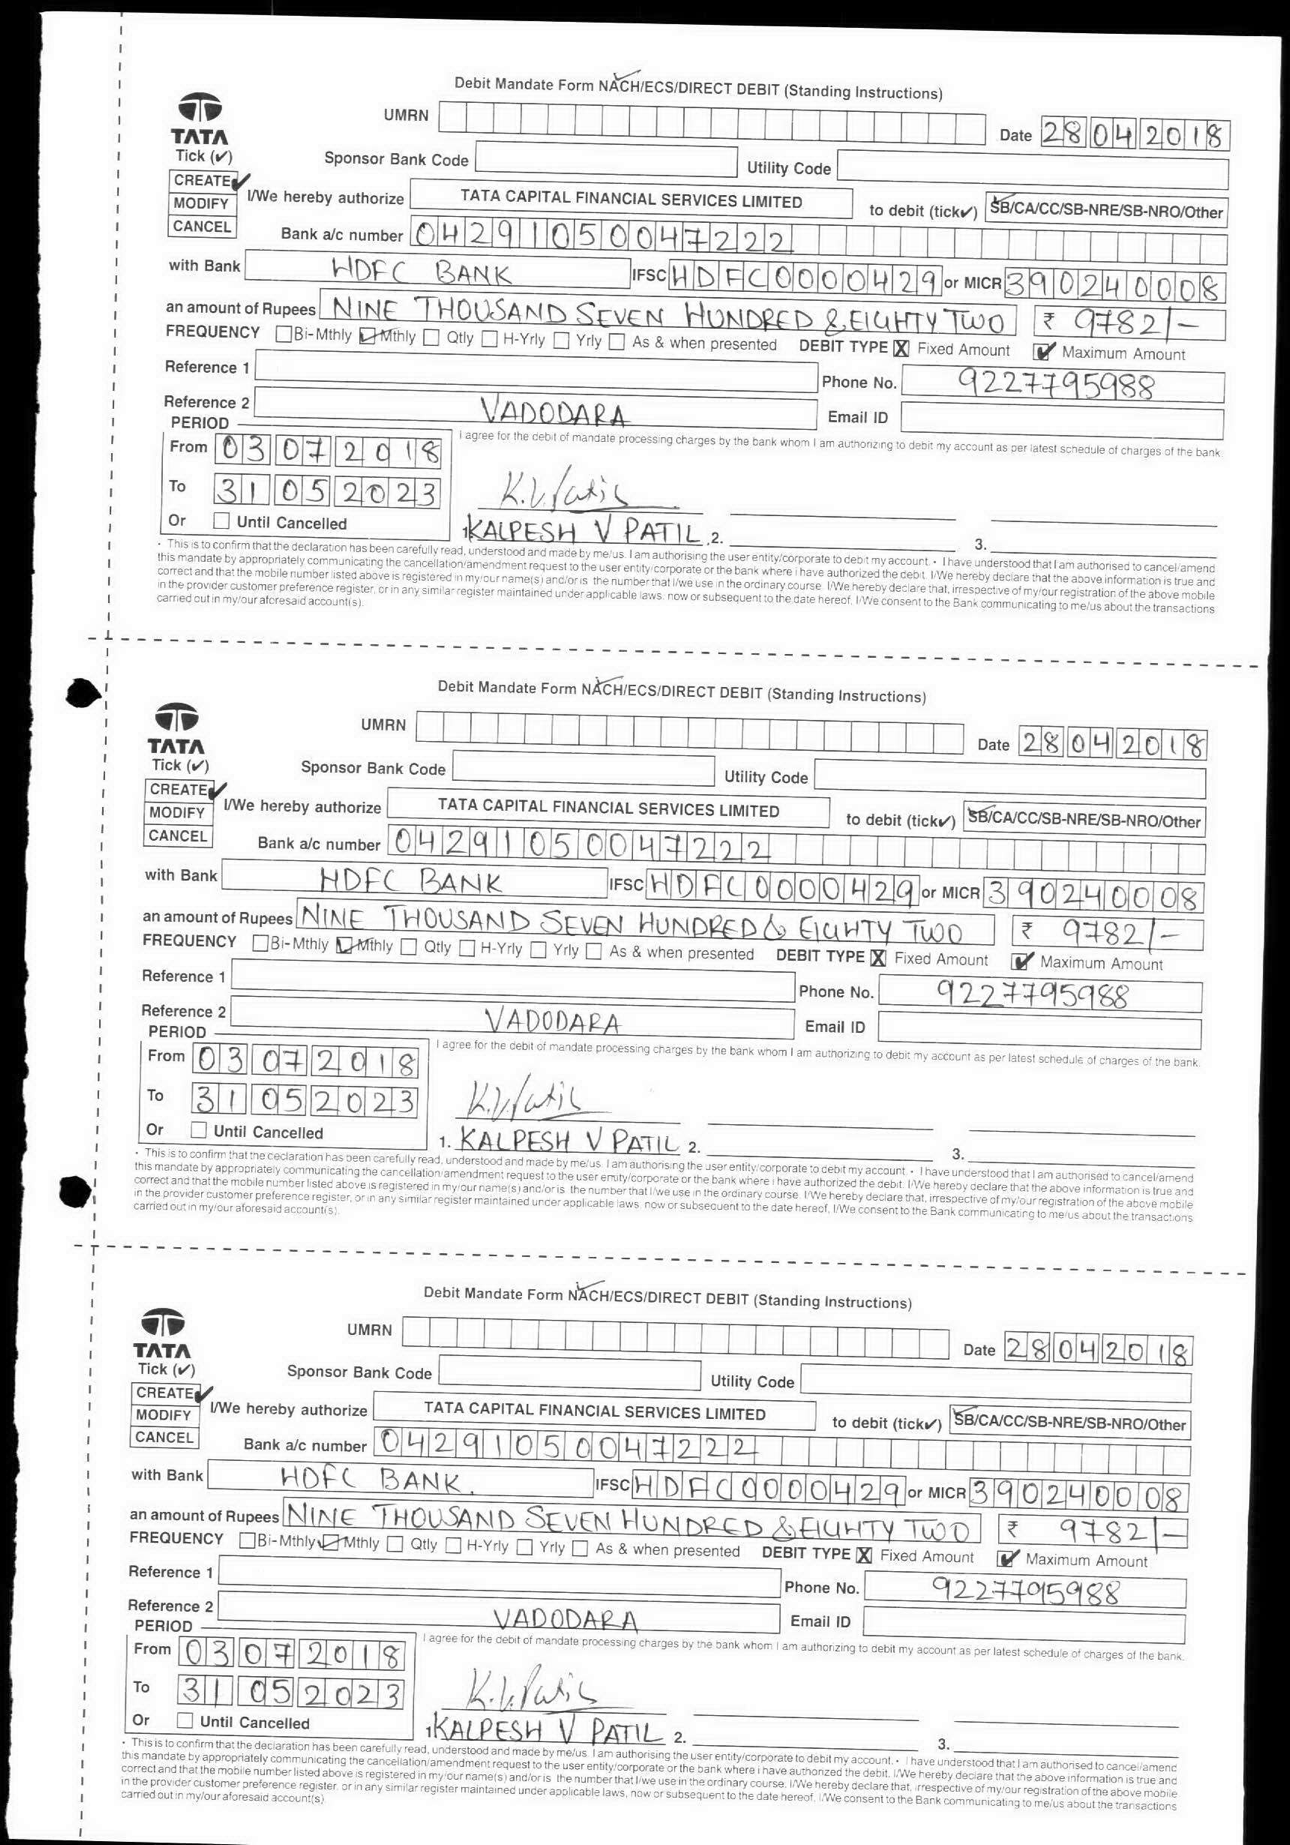 Debit Mandate Form NACH/ECS/DIRECT DEBIT (Standing Instructions)
UMRN Date 28042018
TATA
Tick (✓) Sponsor Bank Code Utility Code
CREATE ✓ I/We hereby authorize TATA CAPITAL FINANCIAL SERVICES LIMITED to debit (tick✓) SB/CA/CC/SB-NRE/SB-NRO/Other
MODIFY
CANCEL Bank a/c number 04291050047222
with Bank HDFC BANK IFSC HDFC0000429 or MICR 390240008
an amount of Rupees NINE THOUSAND SEVEN HUNDRED & EIGHTY TWO ₹ 9782/-
FREQUENCY Bi-Mthly ✓ Mthly Qtly H-Yrly Yrly As & when presented DEBIT TYPE X Fixed Amount ✓ Maximum Amount
Reference 1 Phone No. 9227795988
Reference 2 VADODARA Email ID
PERIOD I agree for the debit of mandate processing charges by the bank whom I am authorizing to debit my account as per latest schedule of charges of the bank.
From 03072018
To 31052023 K.V.Patil
Or Until Cancelled 1. KALPESH V PATIL 2. 3.
• This is to confirm that the declaration has been carefully read, understood and made by me/us. I am authorising the user entity/corporate to debit my account. • I have understood that I am authorised to cancel/amend
this mandate by appropriately communicating the cancellation/amendment request to the user entity/corporate or the bank where i have authorized the debit. I/We hereby declare that the above information is true and
correct and that the mobile number listed above is registered in my/our name(s) and/or is the number that I/we use in the ordinary course. I/We hereby declare that, irrespective of my/our registration of the above mobile
in the provider customer preference register, or in any similar register maintained under applicable laws, now or subsequent to the date hereof, I/We consent to the Bank communicating to me/us about the transactions
carried out in my/our aforesaid account(s).
Debit Mandate Form NACH/ECS/DIRECT DEBIT (Standing Instructions)
UMRN Date 28042018
TATA
Tick (✓) Sponsor Bank Code Utility Code
CREATE ✓ I/We hereby authorize TATA CAPITAL FINANCIAL SERVICES LIMITED to debit (tick✓) SB/CA/CC/SB-NRE/SB-NRO/Other
MODIFY
CANCEL Bank a/c number 04291050047222
with Bank HDFC BANK IFSC HDFC0000429 or MICR 390240008
an amount of Rupees NINE THOUSAND SEVEN HUNDRED & EIGHTY TWO ₹ 9782/-
FREQUENCY Bi-Mthly ✓ Mthly Qtly H-Yrly Yrly As & when presented DEBIT TYPE X Fixed Amount ✓ Maximum Amount
Reference 1 Phone No. 9227795988
Reference 2 VADODARA Email ID
PERIOD I agree for the debit of mandate processing charges by the bank whom I am authorizing to debit my account as per latest schedule of charges of the bank.
From 03072018
To 31052023 K.V.Patil
Or Until Cancelled 1. KALPESH V PATIL 2. 3.
• This is to confirm that the declaration has been carefully read, understood and made by me/us. I am authorising the user entity/corporate to debit my account. • I have understood that I am authorised to cancel/amend
this mandate by appropriately communicating the cancellation/amendment request to the user entity/corporate or the bank where i have authorized the debit. I/We hereby declare that the above information is true and
correct and that the mobile number listed above is registered in my/our name(s) and/or is the number that I/we use in the ordinary course. I/We hereby declare that, irrespective of my/our registration of the above mobile
in the provider customer preference register, or in any similar register maintained under applicable laws, now or subsequent to the date hereof, I/We consent to the Bank communicating to me/us about the transactions
carried out in my/our aforesaid account(s).
Debit Mandate Form NACH/ECS/DIRECT DEBIT (Standing Instructions)
UMRN Date 28042018
TATA
Tick (✓) Sponsor Bank Code Utility Code
CREATE ✓ I/We hereby authorize TATA CAPITAL FINANCIAL SERVICES LIMITED to debit (tick✓) SB/CA/CC/SB-NRE/SB-NRO/Other
MODIFY
CANCEL Bank a/c number 04291050047222
with Bank HDFC BANK. IFSC HDFC0000429 or MICR 390240008
an amount of Rupees NINE THOUSAND SEVEN HUNDRED & EIGHTY TWO ₹ 9782/-
FREQUENCY Bi-Mthly ✓ Mthly Qtly H-Yrly Yrly As & when presented DEBIT TYPE X Fixed Amount ✓ Maximum Amount
Reference 1 Phone No. 9227795988
Reference 2 VADODARA Email ID
PERIOD I agree for the debit of mandate processing charges by the bank whom I am authorizing to debit my account as per latest schedule of charges of the bank.
From 03072018
To 31052023 K.V.Patil
Or Until Cancelled 1. KALPESH V PATIL 2. 3.
• This is to confirm that the declaration has been carefully read, understood and made by me/us. I am authorising the user entity/corporate to debit my account. • I have understood that I am authorised to cancel/amend
this mandate by appropriately communicating the cancellation/amendment request to the user entity/corporate or the bank where i have authorized the debit. I/We hereby declare that the above information is true and
correct and that the mobile number listed above is registered in my/our name(s) and/or is the number that I/we use in the ordinary course. I/We hereby declare that, irrespective of my/our registration of the above mobile
in the provider customer preference register, or in any similar register maintained under applicable laws, now or subsequent to the date hereof, I/We consent to the Bank communicating to me/us about the transactions
carried out in my/our aforesaid account(s)